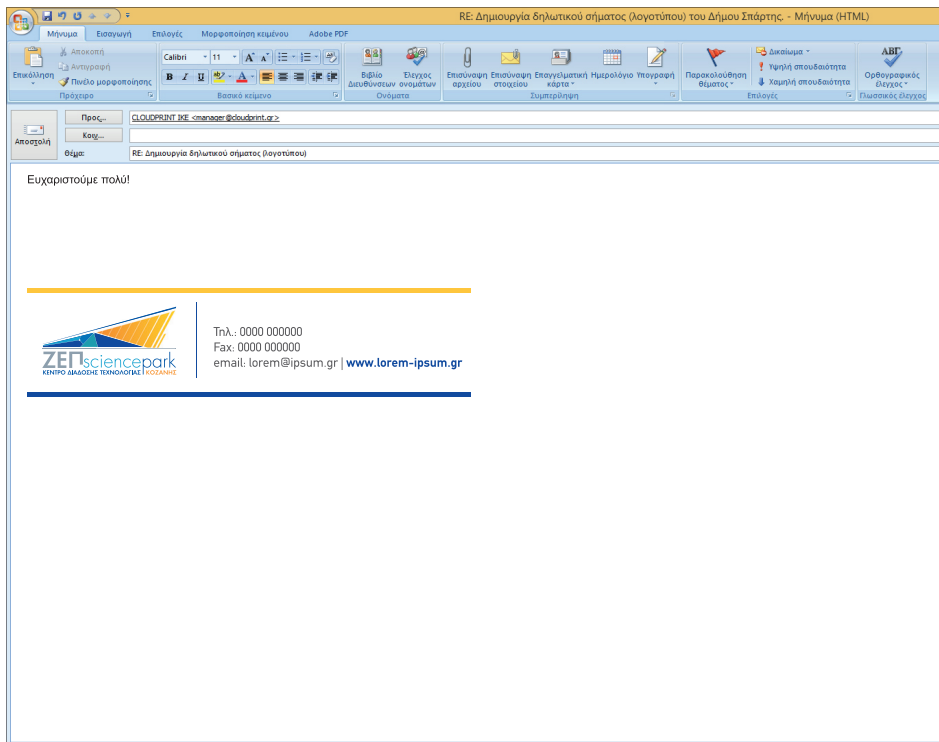 RE: Δημιουργία δηλωτικού σήματος (λογοτύπου) του Δήμου Σπάρτης. - Μήνυμα (HTML)
Μήνυμα Εισαγωγή Επιλογές Μορφοποίηση κειμένου Adobe PDF
Επικόλληση
Αποκοπή
Αντιγραφή
Πινέλο μορφοποίησης
Πρόχειρο
Calibri 11
B I U
Βασικό κείμενο
Βιβλίο Διευθύνσεων
Έλεγχος ονομάτων
Ονόματα
Επισύναψη αρχείου
Επισύναψη στοιχείου
Επαγγελματική κάρτα
Ημερολόγιο
Υπογραφή
Συμπερίληψη
Παρακολούθηση θέματος
Δικαίωμα
Υψηλή σπουδαιότητα
Χαμηλή σπουδαιότητα
Επιλογές
ΑΒΓ
Ορθογραφικός έλεγχος
Γλωσσικός έλεγχος
Αποστολή
Προς... CLOUDPRINT IKE <manager@cloudprint.gr>
Κοιν...
Θέμα: RE: Δημιουργία δηλωτικού σήματος (λογοτύπου)
Ευχαριστούμε πολύ!
ΖΕΠsciencepark
ΚΕΝΤΡΟ ΔΙΑΔΟΣΗΣ ΤΕΧΝΟΛΟΓΙΑΣ ΚΟΖΑΝΗΣ
Τηλ.: 0000 000000
Fax: 0000 000000
email: lorem@ipsum.gr | www.lorem-ipsum.gr